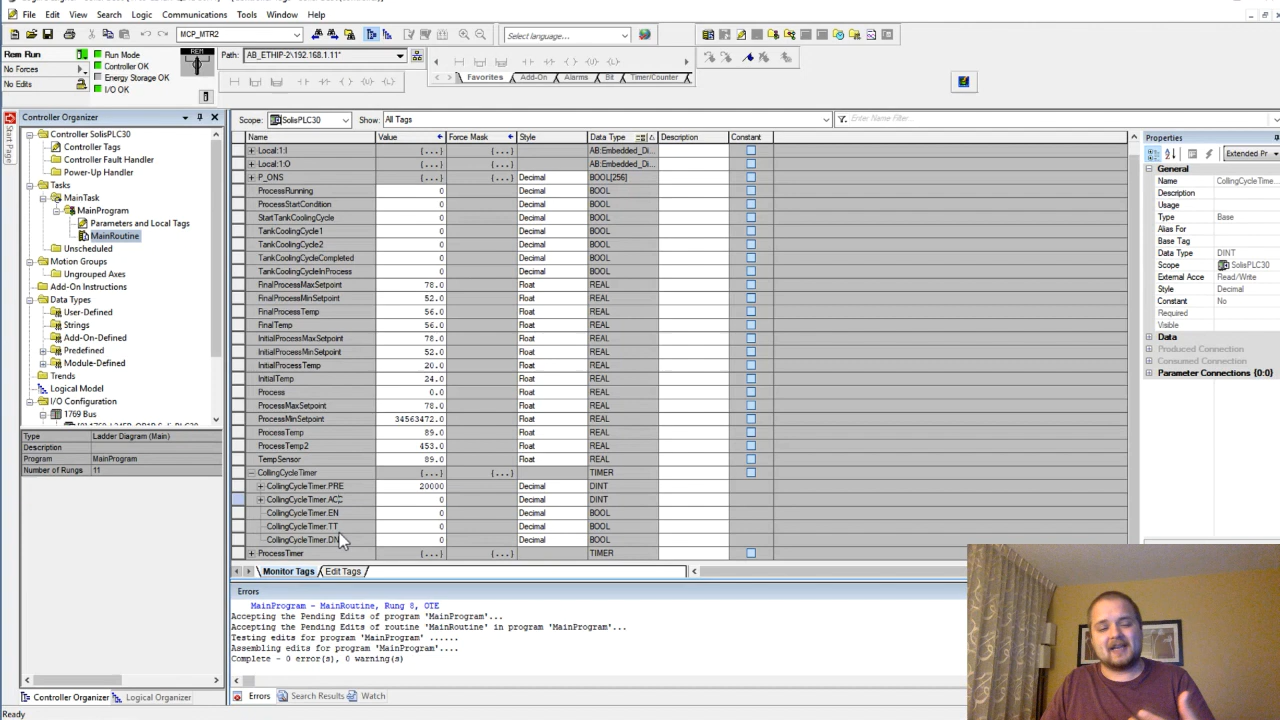 File Edit View Search Logic Communications Tools Window Help
MCP_MTR2
Select language...
Rem Run
Run Mode
No Forces
Controller OK
Energy Storage OK
No Edits
I/O OK
REM
Path: AB_ETHIP-2\192.168.1.11*
Favorites Add-On Alarms Bit Timer/Counter
Start Page
Controller Organizer
Controller SolisPLC30
Controller Tags
Controller Fault Handler
Power-Up Handler
Tasks
MainTask
MainProgram
Parameters and Local Tags
MainRoutine
Unscheduled
Motion Groups
Ungrouped Axes
Add-On Instructions
Data Types
User-Defined
Strings
Add-On-Defined
Predefined
Module-Defined
Trends
Logical Model
I/O Configuration
1769 Bus
Type Ladder Diagram (Main)
Description
Program MainProgram
Number of Rungs 11
Controller Organizer Logical Organizer
Ready
Scope: SolisPLC30 Show: All Tags Enter Name Filter...
Name Value Force Mask Style Data Type Description Constant
Local:1:I {...} {...} AB:Embedded_Di...
Local:1:O {...} {...} AB:Embedded_Di...
P_ONS {...} {...} Decimal BOOL[256]
ProcessRunning 0 Decimal BOOL
ProcessStartCondition 0 Decimal BOOL
StartTankCoolingCycle 0 Decimal BOOL
TankCoolingCycle1 0 Decimal BOOL
TankCoolingCycle2 0 Decimal BOOL
TankCoolingCycleCompleted 0 Decimal BOOL
TankCoolingCycleInProcess 0 Decimal BOOL
FinalProcessMaxSetpoint 78.0 Float REAL
FinalProcessMinSetpoint 52.0 Float REAL
FinalProcessTemp 56.0 Float REAL
FinalTemp 56.0 Float REAL
InitialProcessMaxSetpoint 78.0 Float REAL
InitialProcessMinSetpoint 52.0 Float REAL
InitialProcessTemp 20.0 Float REAL
InitialTemp 24.0 Float REAL
Process 0.0 Float REAL
ProcessMaxSetpoint 78.0 Float REAL
ProcessMinSetpoint 34563472.0 Float REAL
ProcessTemp 89.0 Float REAL
ProcessTemp2 453.0 Float REAL
TempSensor 89.0 Float REAL
CollingCycleTimer {...} {...} TIMER
CollingCycleTimer.PRE 20000 Decimal DINT
CollingCycleTimer.ACC 0 Decimal DINT
CollingCycleTimer.EN 0 Decimal BOOL
CollingCycleTimer.TT 0 Decimal BOOL
CollingCycleTimer.DN 0 Decimal BOOL
ProcessTimer {...} {...} TIMER
Monitor Tags Edit Tags
Errors
MainProgram - MainRoutine, Rung 8, OTE
Accepting the Pending Edits of program 'MainProgram'...
Accepting the Pending Edits of routine 'MainRoutine' in program 'MainProgram'...
Testing edits for program 'MainProgram' ......
Assembling edits for program 'MainProgram'....
Complete - 0 error(s), 0 warning(s)
Errors Search Results Watch
Properties
Extended Pr
General
Name CollingCycleTime...
Description
Usage
Type Base
Alias For
Base Tag
Data Type DINT
Scope SolisPLC30
External Acce Read/Write
Style Decimal
Constant No
Required
Visible
Data
Produced Connection
Consumed Connection
Parameter Connections {0:0}